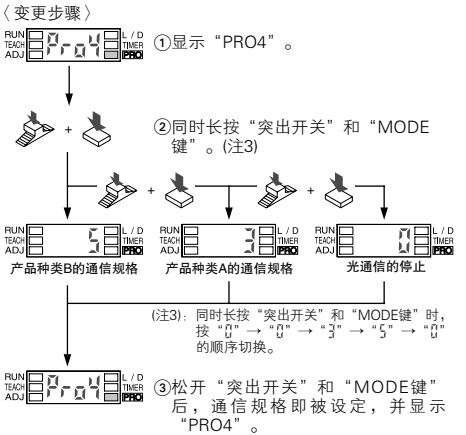 〈变更步骤〉
RUN TEACH ADJ Pro4 L / D TIMER PRO
①显示“PRO4”。
+
②同时长按“突出开关”和“MODE
键”。(注3)
+ +
RUN TEACH ADJ 5 L / D TIMER PRO
RUN TEACH ADJ 3 L / D TIMER PRO
RUN TEACH ADJ 0 L / D TIMER PRO
产品种类B的通信规格
产品种类A的通信规格
光通信的停止
(注3)：同时长按“突出开关”和“MODE键”时，
按“0”→“0”→“3”→“5”→“0”
的顺序切换。
RUN TEACH ADJ Pro4 L / D TIMER PRO
③松开“突出开关”和“MODE键”
后，通信规格即被设定，并显示
“PRO4”。